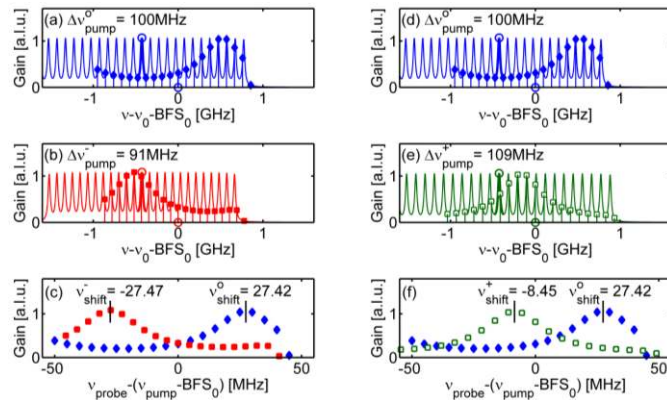 (a) Δν°pump = 100MHz
Gain [a.l.u.]
1
0
-1 0 1
ν-ν0-BFS0 [GHz]
(d) Δν°pump = 100MHz
Gain [a.l.u.]
1
0
-1 0 1
ν-ν0-BFS0 [GHz]
(b) Δν-pump = 91MHz
Gain [a.l.u.]
1
0
-1 0 1
ν-ν0-BFS0 [GHz]
(e) Δν+pump = 109MHz
Gain [a.l.u.]
1
0
-1 0 1
ν-ν0-BFS0 [GHz]
(c) ν-shift = -27.47 ν°shift = 27.42
Gain [a.l.u.]
1
0
-50 0 50
νprobe-(νpump-BFS0) [MHz]
(f) ν+shift = -8.45 ν°shift = 27.42
Gain [a.l.u.]
1
0
-50 0 50
νprobe-(νpump-BFS0) [MHz]